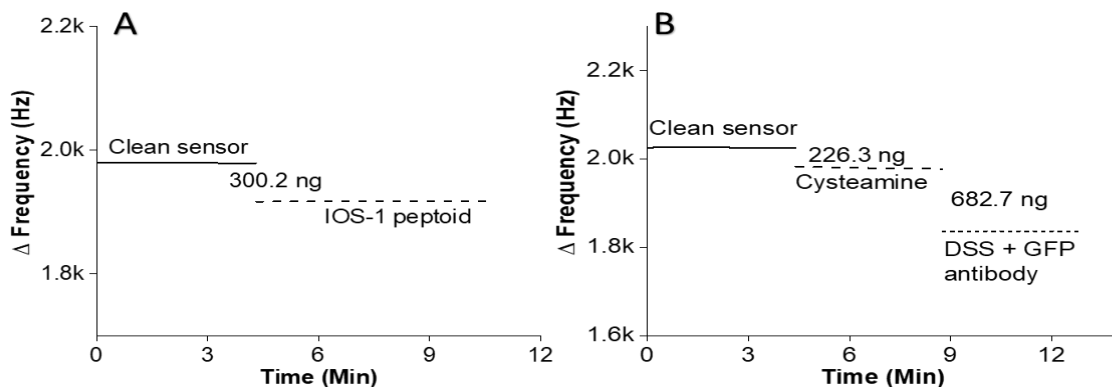 A
2.2k
2.0k
1.8k
Δ Frequency (Hz)
Clean sensor
300.2 ng
IOS-1 peptoid
0
3
6
9
12
Time (Min)
B
2.2k
2.0k
1.8k
1.6k
Δ Frequency (Hz)
Clean sensor
226.3 ng
Cysteamine
682.7 ng
DSS + GFP
antibody
0
3
6
9
12
Time (Min)